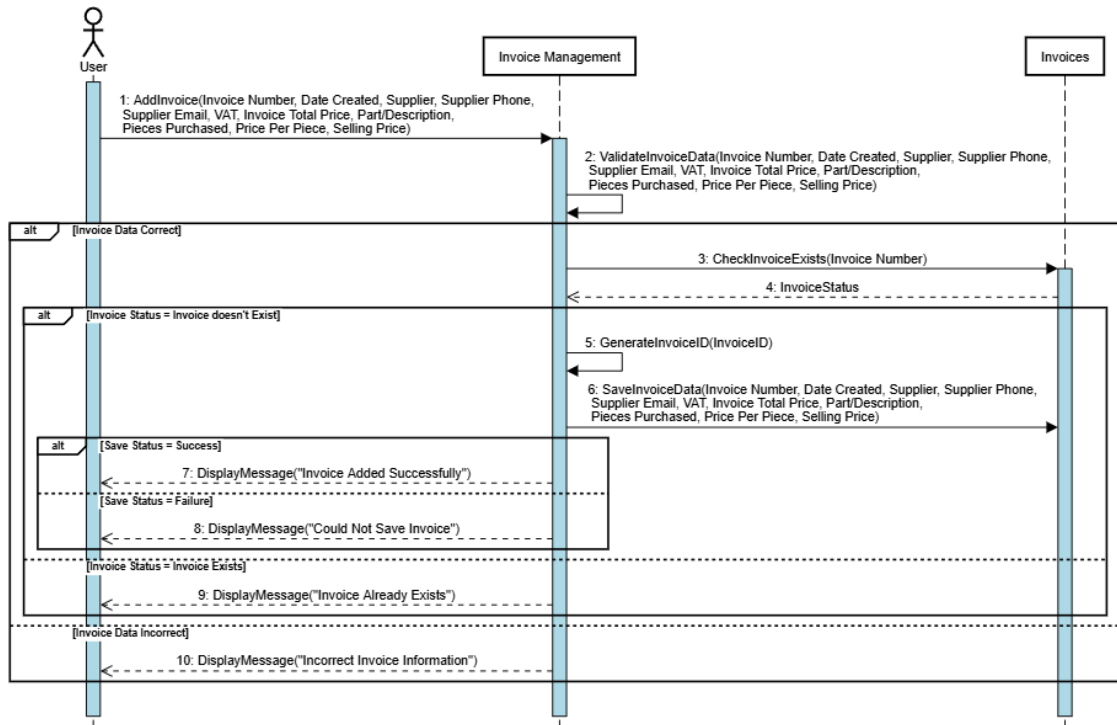 User
Invoice Management
Invoices
1: AddInvoice(Invoice Number, Date Created, Supplier, Supplier Phone,
Supplier Email, VAT, Invoice Total Price, Part/Description,
Pieces Purchased, Price Per Piece, Selling Price)
2: ValidateInvoiceData(Invoice Number, Date Created, Supplier, Supplier Phone,
Supplier Email, VAT, Invoice Total Price, Part/Description,
Pieces Purchased, Price Per Piece, Selling Price)
alt
[Invoice Data Correct]
3: CheckInvoiceExists(Invoice Number)
4: InvoiceStatus
alt
[Invoice Status = Invoice doesn't Exist]
5: GenerateInvoiceID(InvoiceID)
6: SaveInvoiceData(Invoice Number, Date Created, Supplier, Supplier Phone,
Supplier Email, VAT, Invoice Total Price, Part/Description,
Pieces Purchased, Price Per Piece, Selling Price)
alt
[Save Status = Success]
7: DisplayMessage("Invoice Added Successfully")
[Save Status = Failure]
8: DisplayMessage("Could Not Save Invoice")
[Invoice Status = Invoice Exists]
9: DisplayMessage("Invoice Already Exists")
[Invoice Data Incorrect]
10: DisplayMessage("Incorrect Invoice Information")